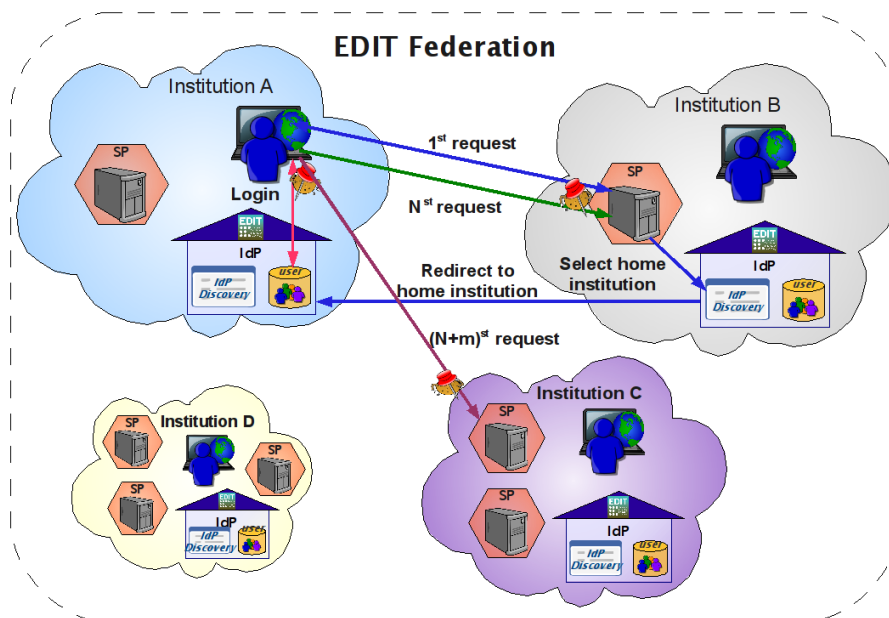 EDIT Federation
Institution A
SP
Login
EDIT
IdP
IdP
Discovery
user
1st request
Nst request
Institution B
SP
Select home
institution
EDIT
IdP
IdP
Discovery
user
Redirect to
home institution
(N+m)st request
Institution C
SP
SP
EDIT
IdP
IdP
Discovery
user
Institution D
SP
SP
SP
EDIT
IdP
IdP
Discovery
user